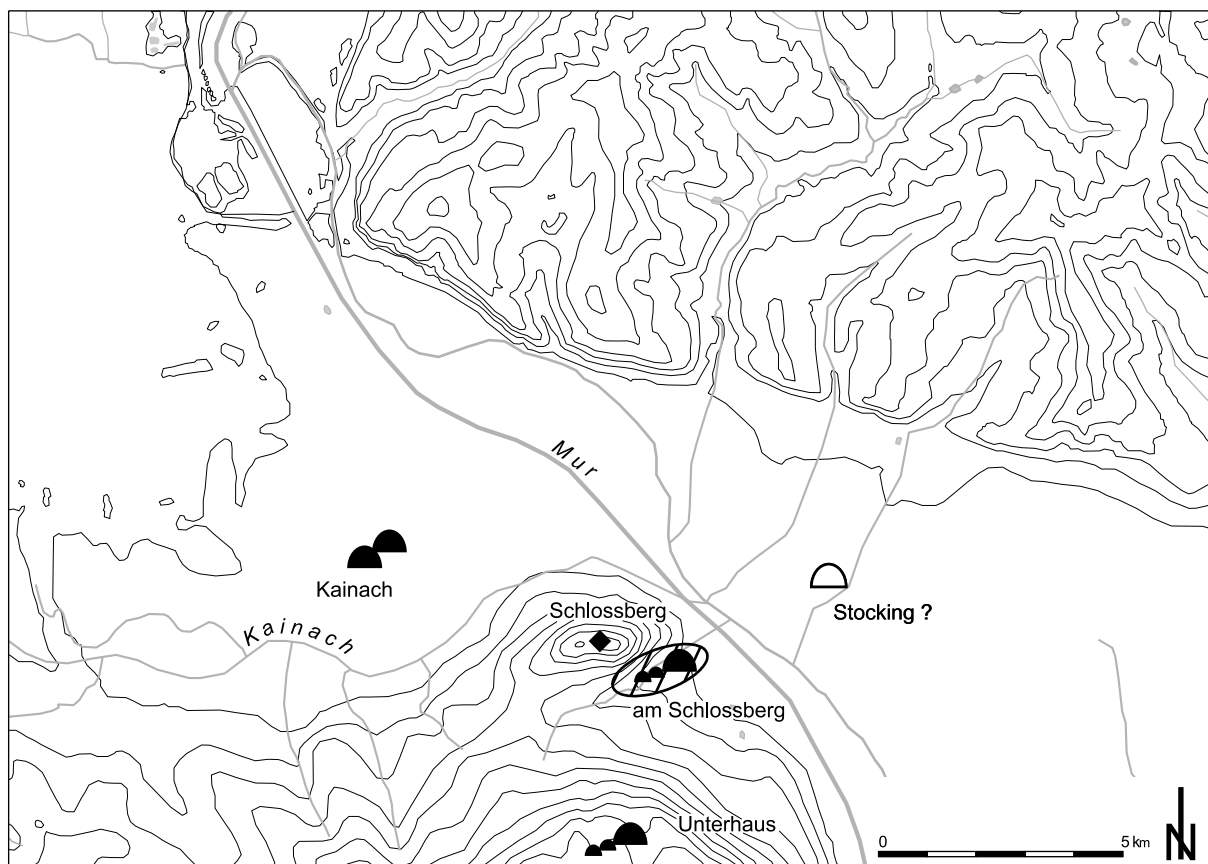 Mur
Kainach
Stocking ?
Schlossberg
Kainach
am Schlossberg
Unterhaus
0 5 km
N